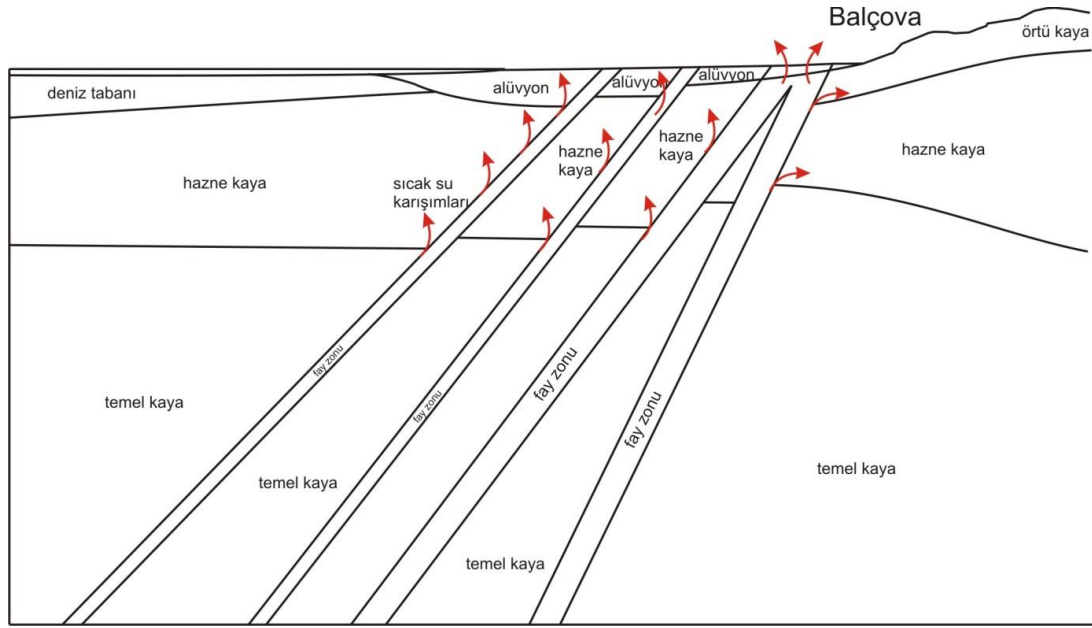 Balçova
örtü kaya
deniz tabanı
alüvyon
alüvyon
alüvyon
hazne kaya
sıcak su
karışımları
hazne
kaya
hazne
kaya
hazne kaya
fay zonu
fay zonu
fay zonu
fay zonu
temel kaya
temel kaya
temel kaya
temel kaya